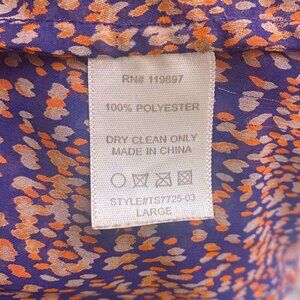 RN# 119897
100% POLYESTER
DRY CLEAN ONLY
MADE IN CHINA
STYLE#TS7725-03
LARGE